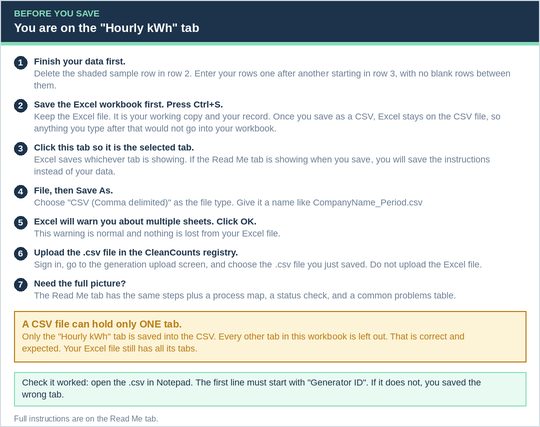 BEFORE YOU SAVE
You are on the "Hourly kWh" tab
1 Finish your data first.
Delete the shaded sample row in row 2. Enter your rows one after another starting in row 3, with no blank rows between
them.
2 Save the Excel workbook first. Press Ctrl+S.
Keep the Excel file. It is your working copy and your record. Once you save as a CSV, Excel stays on the CSV file, so
anything you type after that would not go into your workbook.
3 Click this tab so it is the selected tab.
Excel saves whichever tab is showing. If the Read Me tab is showing when you save, you will save the instructions
instead of your data.
4 File, then Save As.
Choose "CSV (Comma delimited)" as the file type. Give it a name like CompanyName_Period.csv
5 Excel will warn you about multiple sheets. Click OK.
This warning is normal and nothing is lost from your Excel file.
6 Upload the .csv file in the CleanCounts registry.
Sign in, go to the generation upload screen, and choose the .csv file you just saved. Do not upload the Excel file.
7 Need the full picture?
The Read Me tab has the same steps plus a process map, a status check, and a common problems table.
A CSV file can hold only ONE tab.
Only the "Hourly kWh" tab is saved into the CSV. Every other tab in this workbook is left out. That is correct and
expected. Your Excel file still has all its tabs.
Check it worked: open the .csv in Notepad. The first line must start with "Generator ID". If it does not, you saved the
wrong tab.
Full instructions are on the Read Me tab.